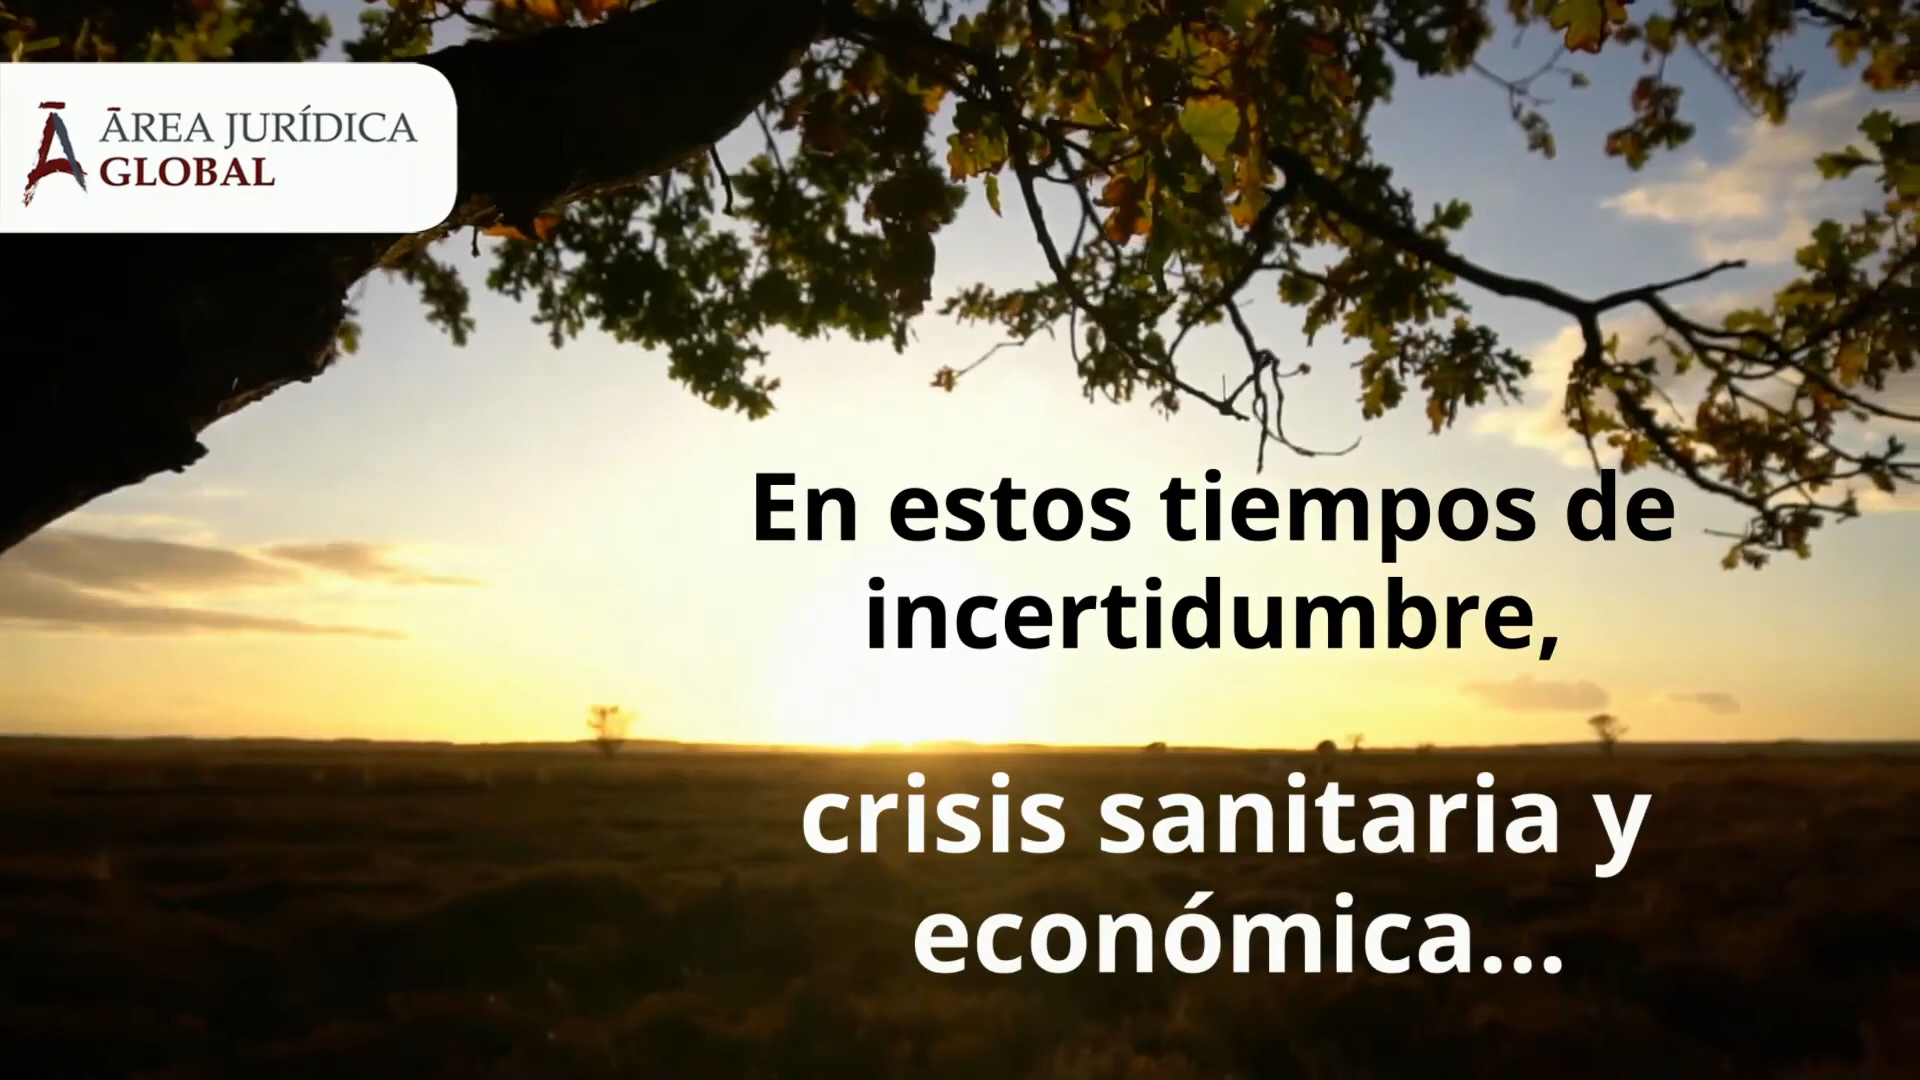 ĀREA JURÍDICA
GLOBAL
En estos tiempos de
incertidumbre,
crisis sanitaria y
económica...